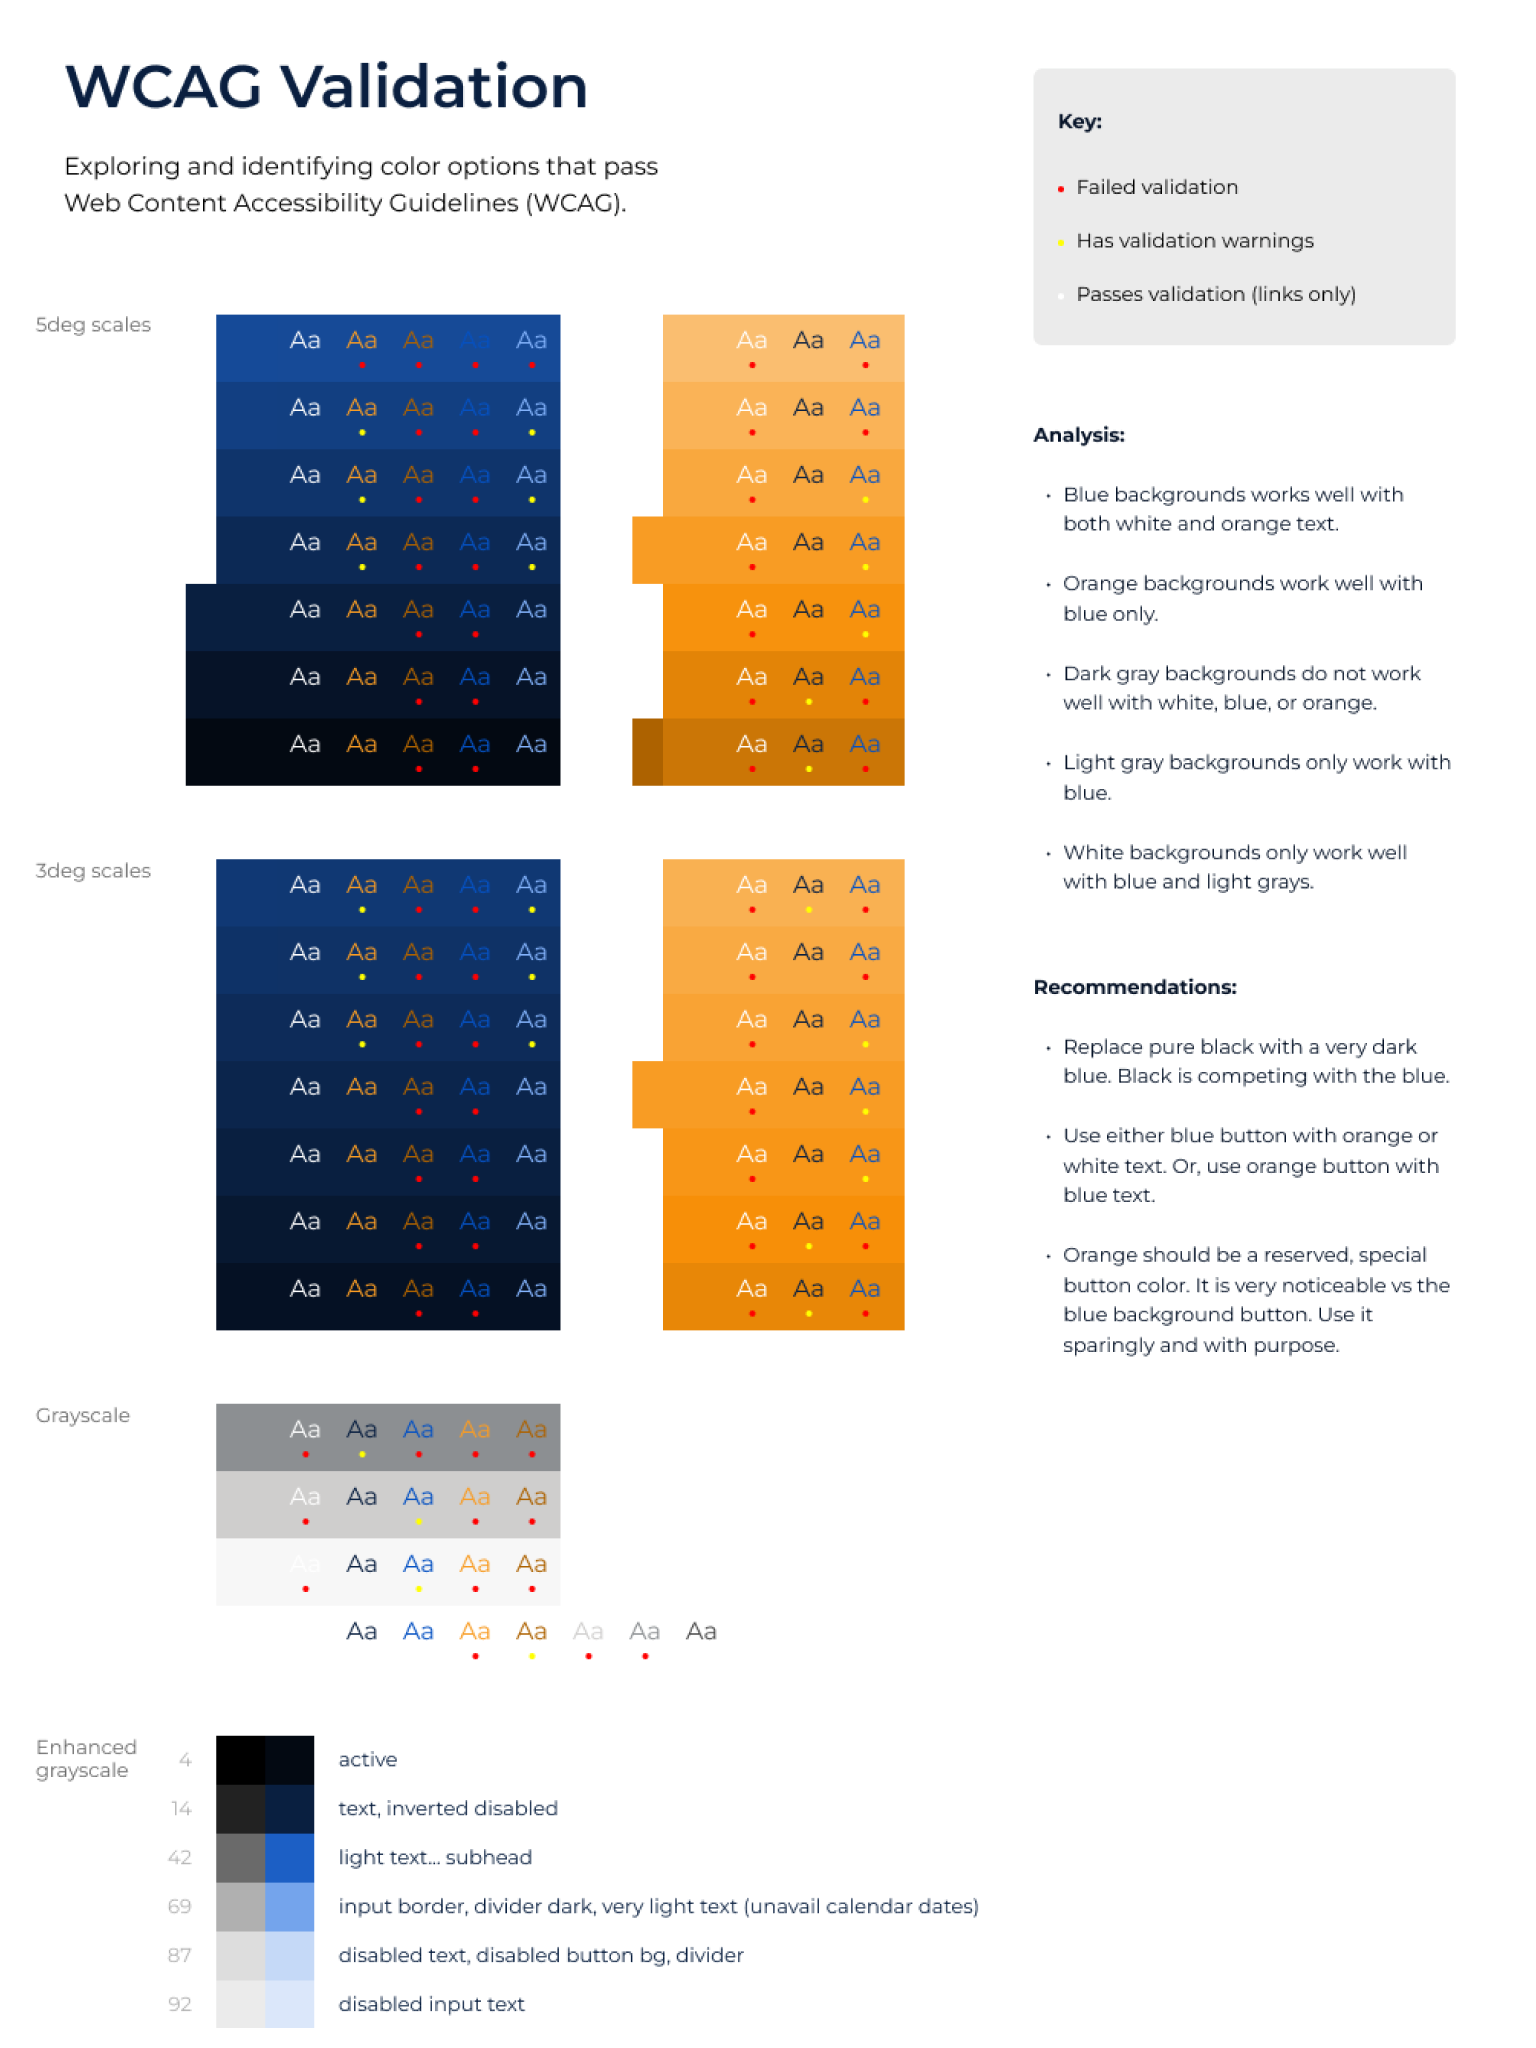 WCAG Validation
Exploring and identifying color options that pass
Web Content Accessibility Guidelines (WCAG).
Key:
Failed validation
Has validation warnings
Passes validation (links only)
5deg scales
Aa Aa Aa Aa Aa Aa Aa Aa
Aa Aa Aa Aa Aa Aa Aa Aa
Aa Aa Aa Aa Aa Aa Aa Aa
Aa Aa Aa Aa Aa Aa Aa Aa
Aa Aa Aa Aa Aa Aa Aa Aa
Aa Aa Aa Aa Aa Aa Aa Aa
Aa Aa Aa Aa Aa Aa Aa Aa
3deg scales
Aa Aa Aa Aa Aa Aa Aa Aa
Aa Aa Aa Aa Aa Aa Aa Aa
Aa Aa Aa Aa Aa Aa Aa Aa
Aa Aa Aa Aa Aa Aa Aa Aa
Aa Aa Aa Aa Aa Aa Aa Aa
Aa Aa Aa Aa Aa Aa Aa Aa
Aa Aa Aa Aa Aa Aa Aa Aa
Grayscale
Aa Aa Aa Aa Aa
Aa Aa Aa Aa Aa
Aa Aa Aa Aa Aa
Aa Aa Aa Aa Aa Aa Aa
Enhanced
grayscale
4 active
14 text, inverted disabled
42 light text... subhead
69 input border, divider dark, very light text (unavail calendar dates)
87 disabled text, disabled button bg, divider
92 disabled input text
Analysis:
• Blue backgrounds works well with
both white and orange text.
• Orange backgrounds work well with
blue only.
• Dark gray backgrounds do not work
well with white, blue, or orange.
• Light gray backgrounds only work with
blue.
• White backgrounds only work well
with blue and light grays.
Recommendations:
• Replace pure black with a very dark
blue. Black is competing with the blue.
• Use either blue button with orange or
white text. Or, use orange button with
blue text.
• Orange should be a reserved, special
button color. It is very noticeable vs the
blue background button. Use it
sparingly and with purpose.